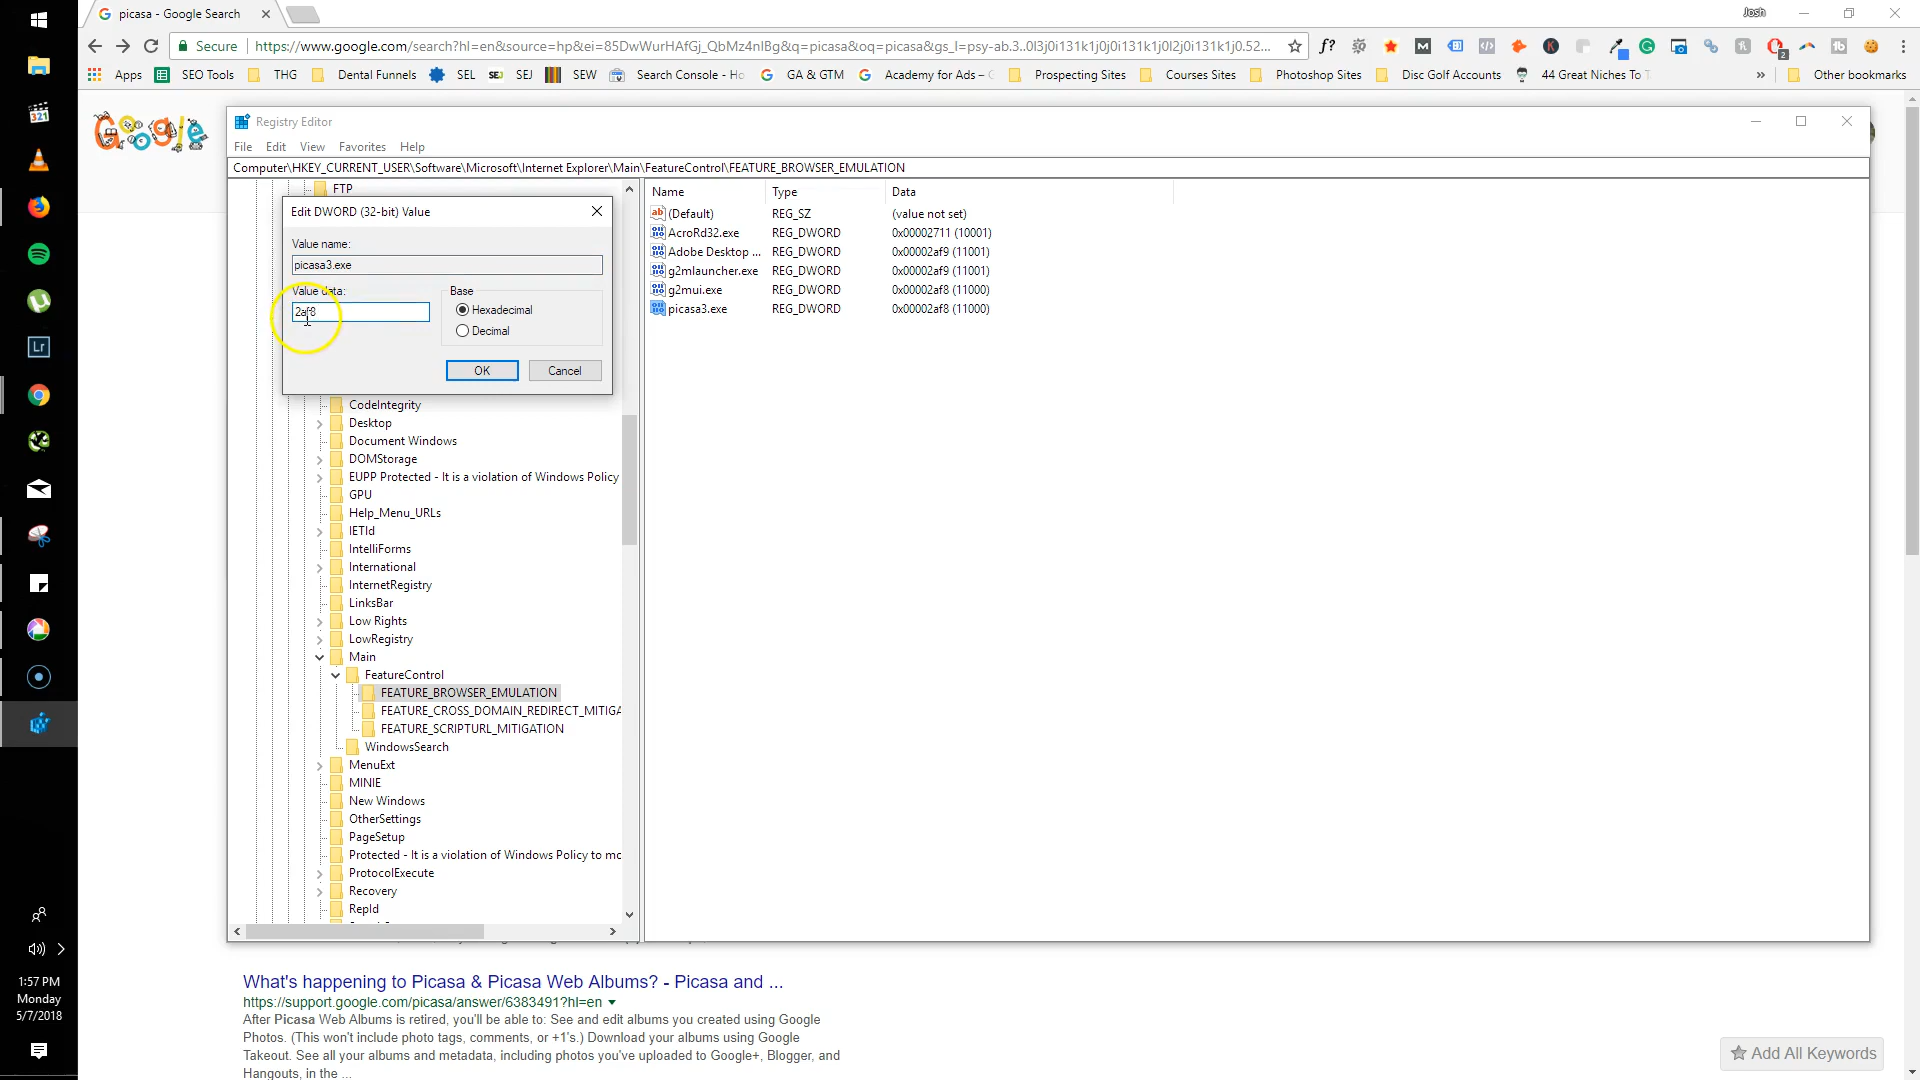 picasa - Google Search
Josh
Secure
https://www.google.com/search?hl=en&source=hp&ei=85DwWurHAfGj_QbMz4nIBg&q=picasa&oq=picasa&gs_l=psy-ab.3..0l3j0i131k1j0j0i131k1j0l2j0i131k1j0.52...
Apps
SEO Tools
THG
Dental Funnels
SEL
SEJ
SEW
Search Console - Ho
GA & GTM
Academy for Ads –
Prospecting Sites
Courses Sites
Photoshop Sites
Disc Golf Accounts
44 Great Niches To T
»
Other bookmarks
Google
Registry Editor
File Edit View Favorites Help
Computer\HKEY_CURRENT_USER\Software\Microsoft\Internet Explorer\Main\FeatureControl\FEATURE_BROWSER_EMULATION
FTP
Edit DWORD (32-bit) Value
Value name:
picasa3.exe
Value data:
2af8
Base
Hexadecimal
Decimal
OK
Cancel
CodeIntegrity
Desktop
Document Windows
DOMStorage
EUPP Protected - It is a violation of Windows Policy
GPU
Help_Menu_URLs
IETld
IntelliForms
International
InternetRegistry
LinksBar
Low Rights
LowRegistry
Main
FeatureControl
FEATURE_BROWSER_EMULATION
FEATURE_CROSS_DOMAIN_REDIRECT_MITIGA
FEATURE_SCRIPTURL_MITIGATION
WindowsSearch
MenuExt
MINIE
New Windows
OtherSettings
PageSetup
Protected - It is a violation of Windows Policy to mo
ProtocolExecute
Recovery
RepId
Name Type Data
(Default) REG_SZ (value not set)
AcroRd32.exe REG_DWORD 0x00002711 (10001)
Adobe Desktop ... REG_DWORD 0x00002af9 (11001)
g2mlauncher.exe REG_DWORD 0x00002af9 (11001)
g2mui.exe REG_DWORD 0x00002af8 (11000)
picasa3.exe REG_DWORD 0x00002af8 (11000)
What's happening to Picasa & Picasa Web Albums? - Picasa and ...
https://support.google.com/picasa/answer/6383491?hl=en
After Picasa Web Albums is retired, you'll be able to: See and edit albums you created using Google
Photos. (This won't include photo tags, comments, or +1's.) Download your albums using Google
Takeout. See all your albums and metadata, including photos you've uploaded to Google+, Blogger, and
Hangouts, in the ...
Add All Keywords
321
Lr
1:57 PM
Monday
5/7/2018